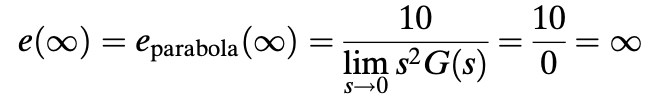 e(∞) = e_parabola(∞) = 10 / lim_{s→0} s²G(s) = 10/0 = ∞